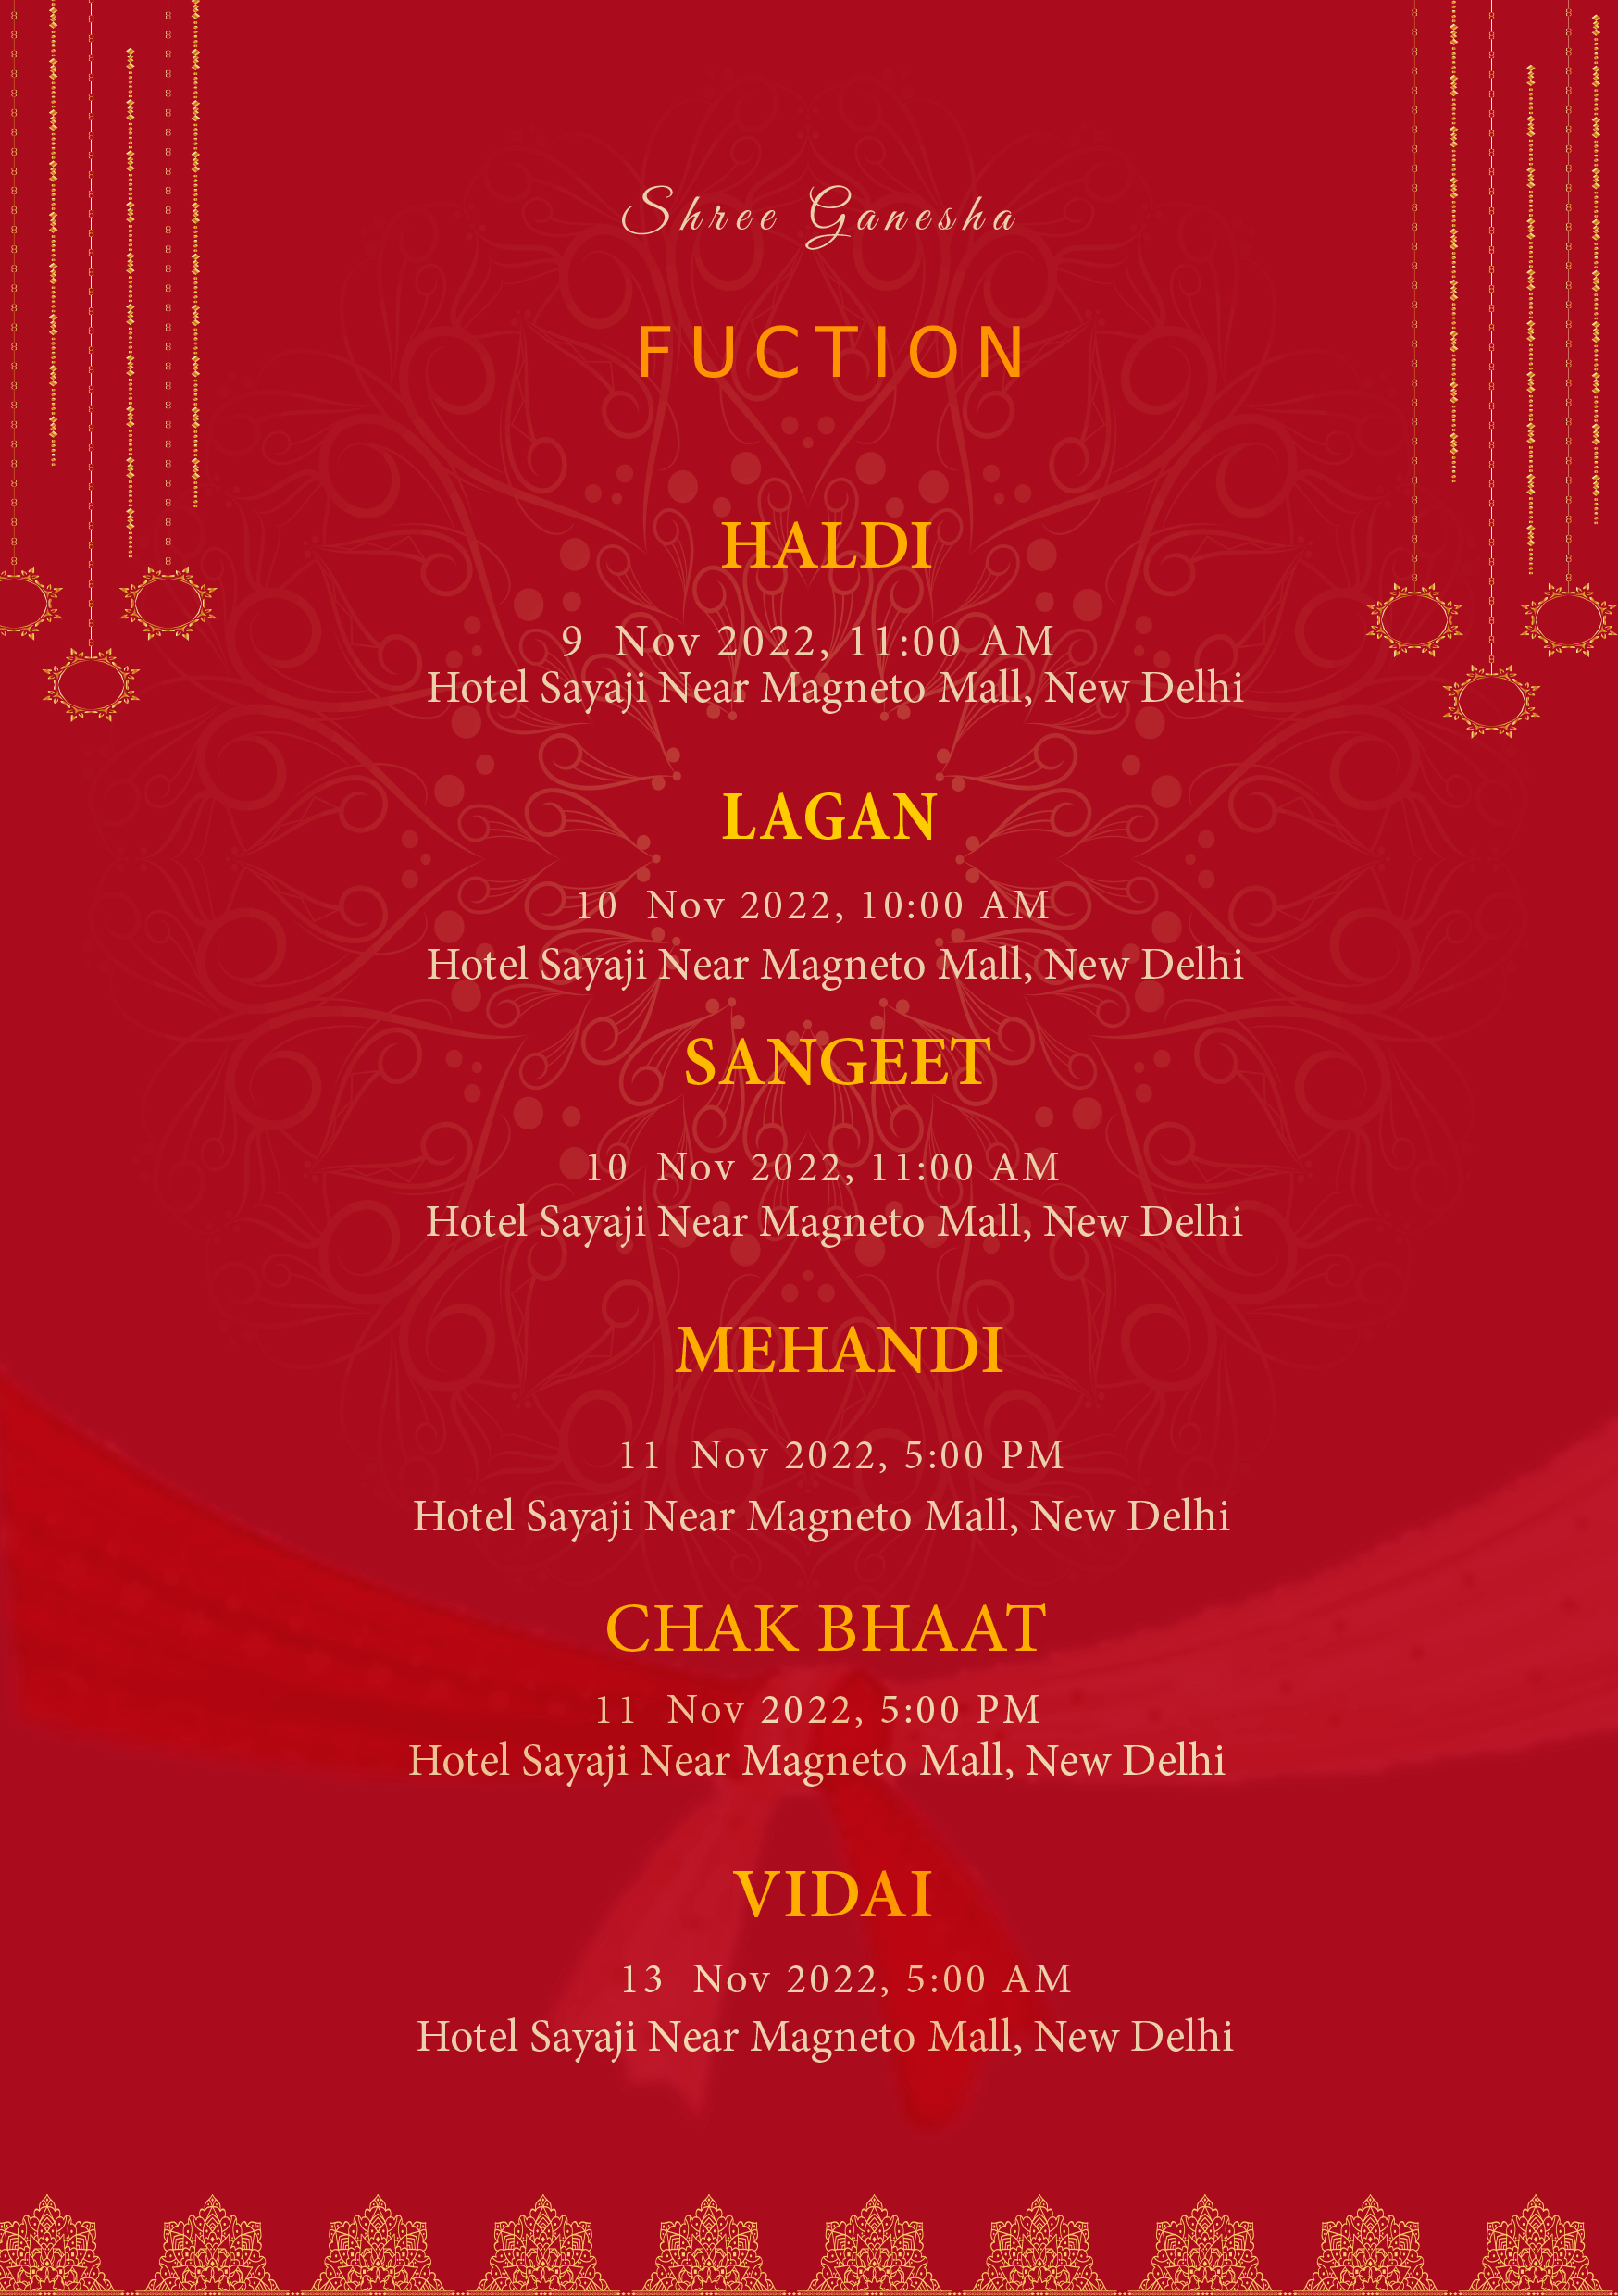 Shree Ganesha
FUCTION
HALDI
9 Nov 2022, 11:00 AM
Hotel Sayaji Near Magneto Mall, New Delhi
LAGAN
10 Nov 2022, 10:00 AM
Hotel Sayaji Near Magneto Mall, New Delhi
SANGEET
10 Nov 2022, 11:00 AM
Hotel Sayaji Near Magneto Mall, New Delhi
MEHANDI
11 Nov 2022, 5:00 PM
Hotel Sayaji Near Magneto Mall, New Delhi
CHAK BHAAT
11 Nov 2022, 5:00 PM
Hotel Sayaji Near Magneto Mall, New Delhi
VIDAI
13 Nov 2022, 5:00 AM
Hotel Sayaji Near Magneto Mall, New Delhi